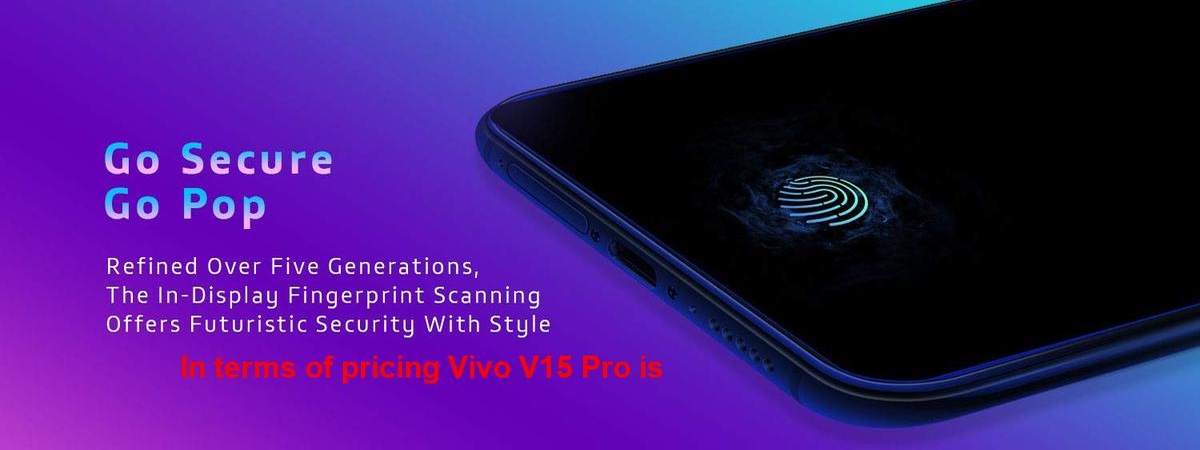 Go Secure
Go Pop
Refined Over Five Generations,
The In-Display Fingerprint Scanning
Offers Futuristic Security With Style
In terms of pricing Vivo V15 Pro is